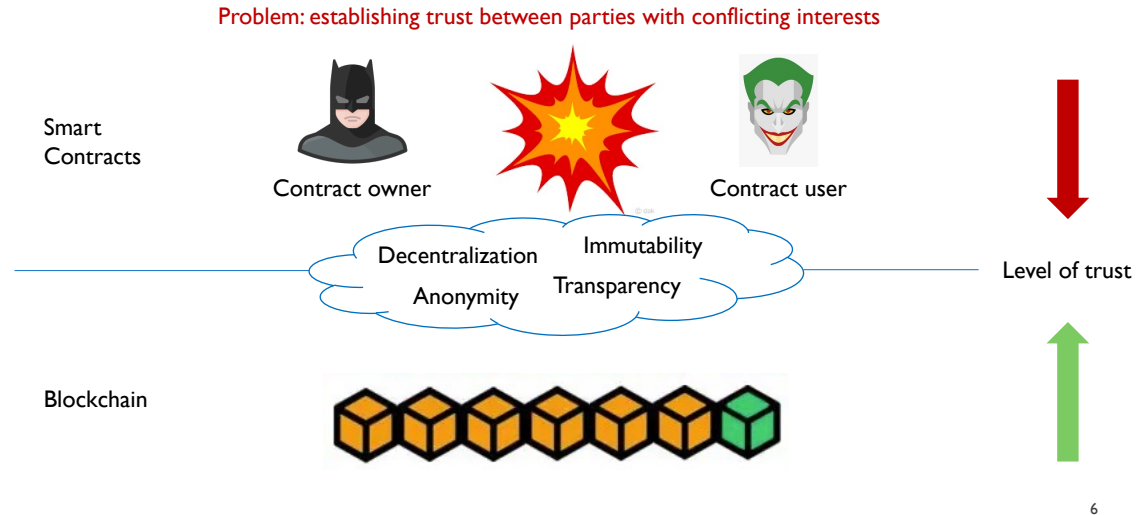 Problem: establishing trust between parties with conflicting interests
Smart
Contracts
Contract owner
Contract user
Decentralization
Immutability
Anonymity
Transparency
Level of trust
Blockchain
6